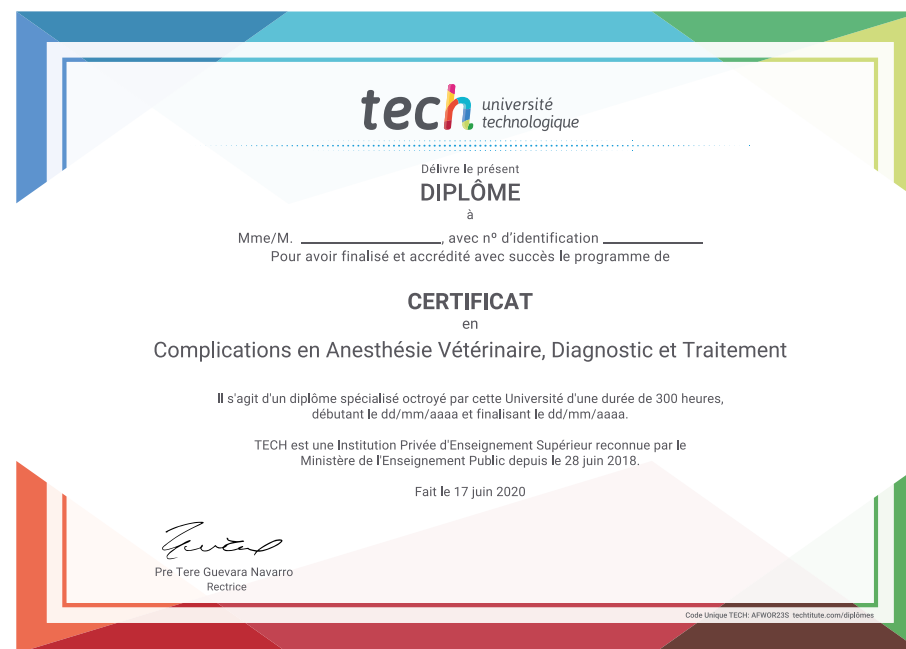 tech université
technologique
Délivre le présent
DIPLÔME
à
Mme/M. ____________________, avec nº d'identification ______________
Pour avoir finalisé et accrédité avec succès le programme de
CERTIFICAT
en
Complications en Anesthésie Vétérinaire, Diagnostic et Traitement
Il s'agit d'un diplôme spécialisé octroyé par cette Université d'une durée de 300 heures,
débutant le dd/mm/aaaa et finalisant le dd/mm/aaaa.
TECH est une Institution Privée d'Enseignement Supérieur reconnue par le
Ministère de l'Enseignement Public depuis le 28 juin 2018.
Fait le 17 juin 2020
Pre Tere Guevara Navarro
Rectrice
Code Unique TECH: AFWOR23S techtitute.com/diplômes